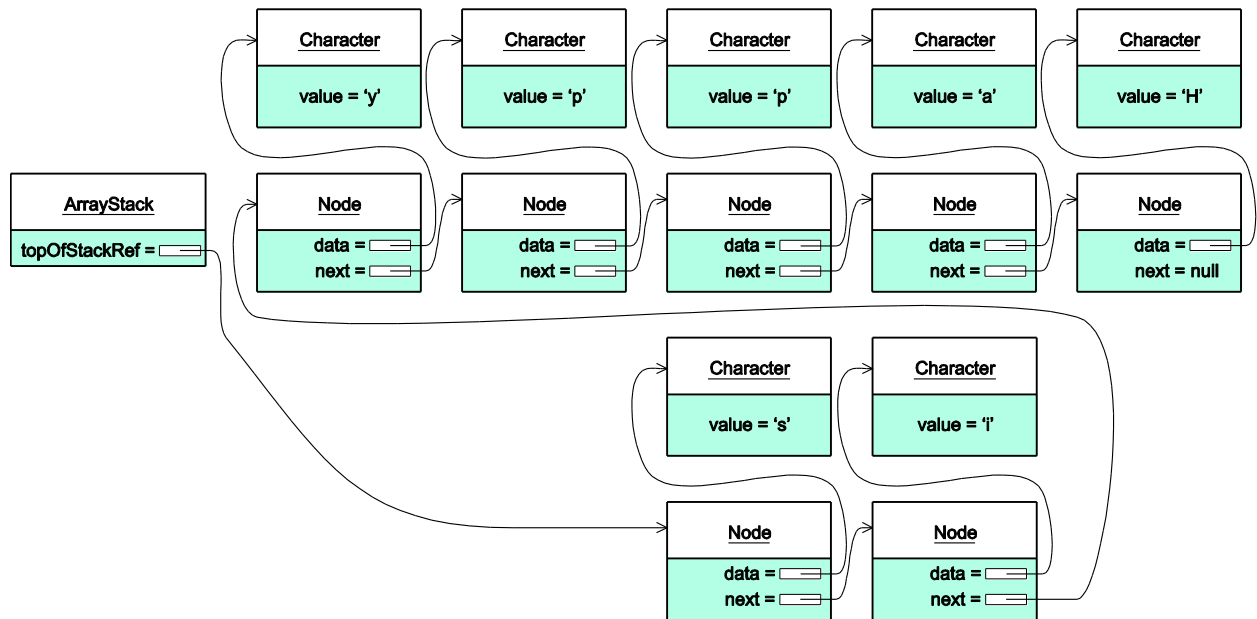 Character
value = ‘y’
Character
value = ‘p’
Character
value = ‘p’
Character
value = ‘a’
Character
value = ‘H’
ArrayStack
topOfStackRef =
Node
data =
next =
Node
data =
next =
Node
data =
next =
Node
data =
next =
Node
data =
next = null
Character
value = ‘s’
Character
value = ‘i’
Node
data =
next =
Node
data =
next =